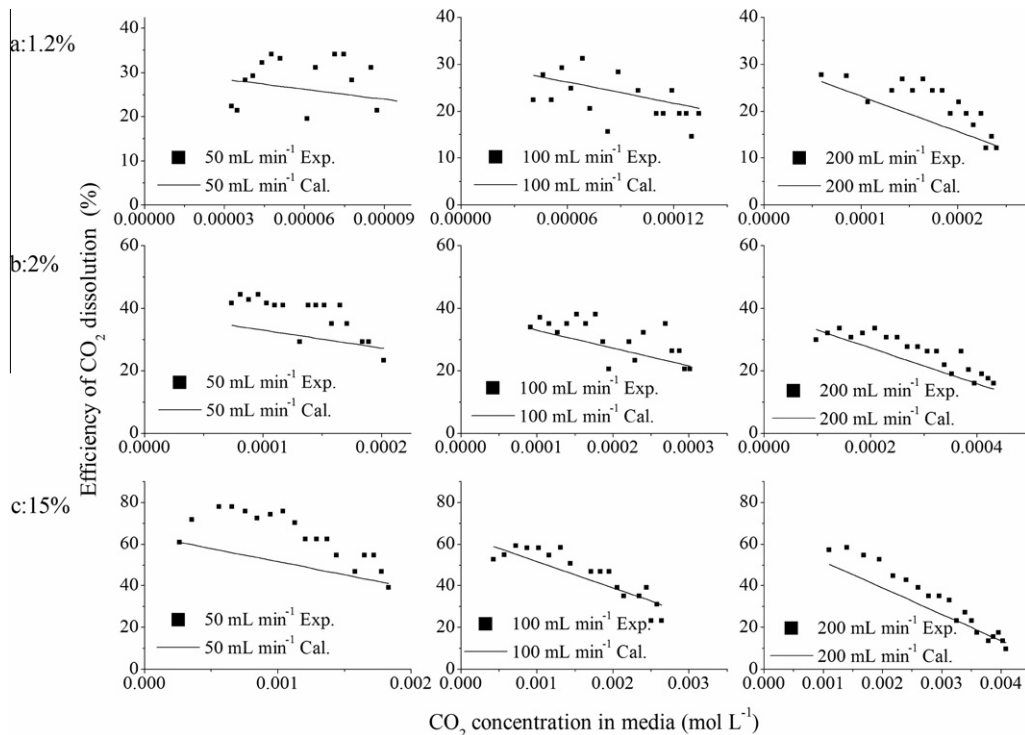 a:1.2%
40
30
20
10
0
50 mL min⁻¹ Exp.
50 mL min⁻¹ Cal.
0.00000 0.00003 0.00006 0.00009
40
30
20
10
0
100 mL min⁻¹ Exp.
100 mL min⁻¹ Cal.
0.00000 0.00006 0.00012
40
30
20
10
0
200 mL min⁻¹ Exp.
200 mL min⁻¹ Cal.
0.0000 0.0001 0.0002
Efficiency of CO₂ dissolution (%)
b:2%
60
40
20
0
50 mL min⁻¹ Exp.
50 mL min⁻¹ Cal.
0.0000 0.0001 0.0002
60
40
20
0
100 mL min⁻¹ Exp.
100 mL min⁻¹ Cal.
0.0000 0.0001 0.0002 0.0003
60
40
20
0
200 mL min⁻¹ Exp.
200 mL min⁻¹ Cal.
0.0000 0.0002 0.0004
c:15%
80
60
40
20
0
50 mL min⁻¹ Exp.
50 mL min⁻¹ Cal.
0.000 0.001 0.002
80
60
40
20
0
100 mL min⁻¹ Exp.
100 mL min⁻¹ Cal.
0.000 0.001 0.002 0.003
80
60
40
20
0
200 mL min⁻¹ Exp.
200 mL min⁻¹ Cal.
0.000 0.001 0.002 0.003 0.004
CO₂ concentration in media (mol L⁻¹)